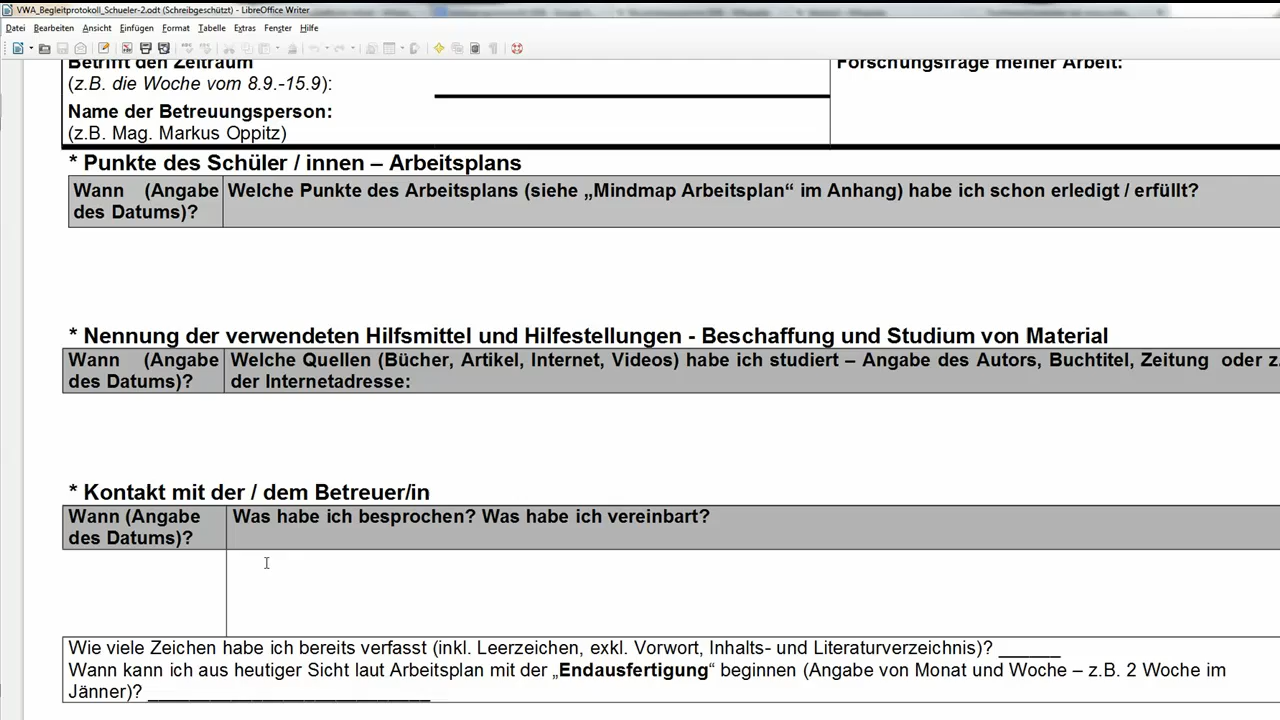 VWA_Begleitprotokoll_Schueler-2.odt (Schreibgeschützt) - LibreOffice Writer
Datei Bearbeiten Ansicht Einfügen Format Tabelle Extras Fenster Hilfe
Betrifft den Zeitraum
(z.B. die Woche vom 8.9.-15.9):
Name der Betreuungsperson:
(z.B. Mag. Markus Oppitz)
Forschungsfrage meiner Arbeit:
* Punkte des Schüler / innen – Arbeitsplans
Wann (Angabe
des Datums)?
Welche Punkte des Arbeitsplans (siehe „Mindmap Arbeitsplan“ im Anhang) habe ich schon erledigt / erfüllt?
* Nennung der verwendeten Hilfsmittel und Hilfestellungen - Beschaffung und Studium von Material
Wann (Angabe
des Datums)?
Welche Quellen (Bücher, Artikel, Internet, Videos) habe ich studiert – Angabe des Autors, Buchtitel, Zeitung oder z.
der Internetadresse:
* Kontakt mit der / dem Betreuer/in
Wann (Angabe
des Datums)?
Was habe ich besprochen? Was habe ich vereinbart?
Wie viele Zeichen habe ich bereits verfasst (inkl. Leerzeichen, exkl. Vorwort, Inhalts- und Literaturverzeichnis)? ______
Wann kann ich aus heutiger Sicht laut Arbeitsplan mit der „Endausfertigung“ beginnen (Angabe von Monat und Woche – z.B. 2 Woche im
Jänner)? ___________________________